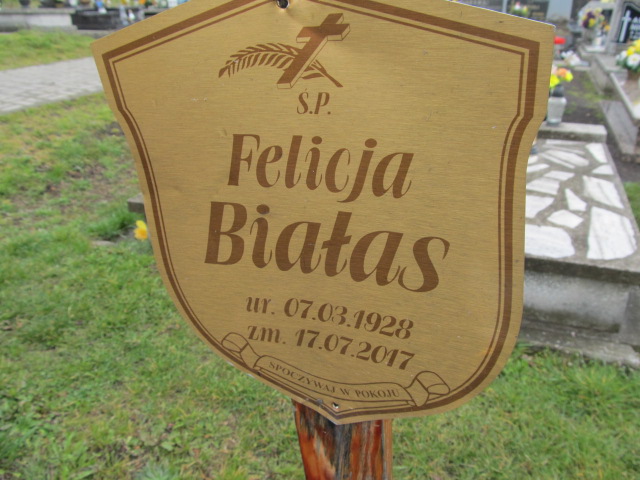 Ś.P.
Felicja
Białas
ur. 07.03.1928
zm. 17.07.2017
SPOCZYWAJ W POKOJU